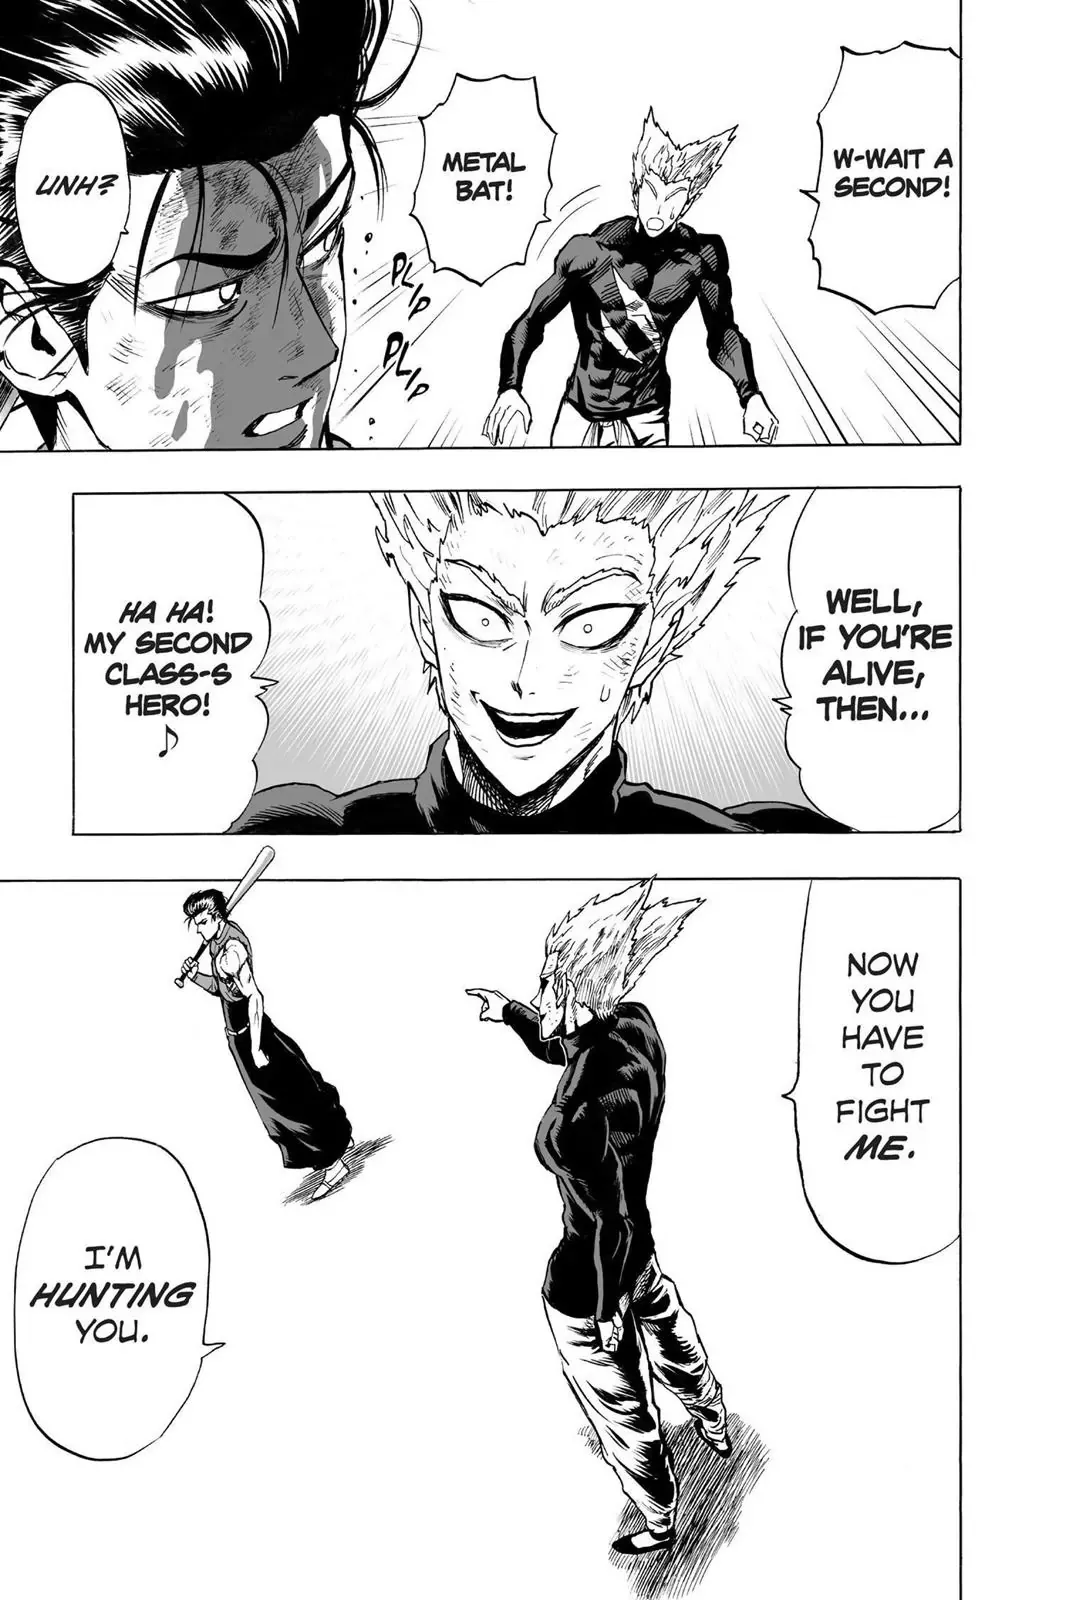 W-WAIT A
SECOND!
METAL
BAT!
UNH?
PLIP
PLIP
WELL,
IF YOU'RE
ALIVE,
THEN...
HA HA!
MY SECOND
CLASS-S
HERO!
♪
NOW
YOU
HAVE
TO
FIGHT
ME.
I'M
HUNTING
YOU.